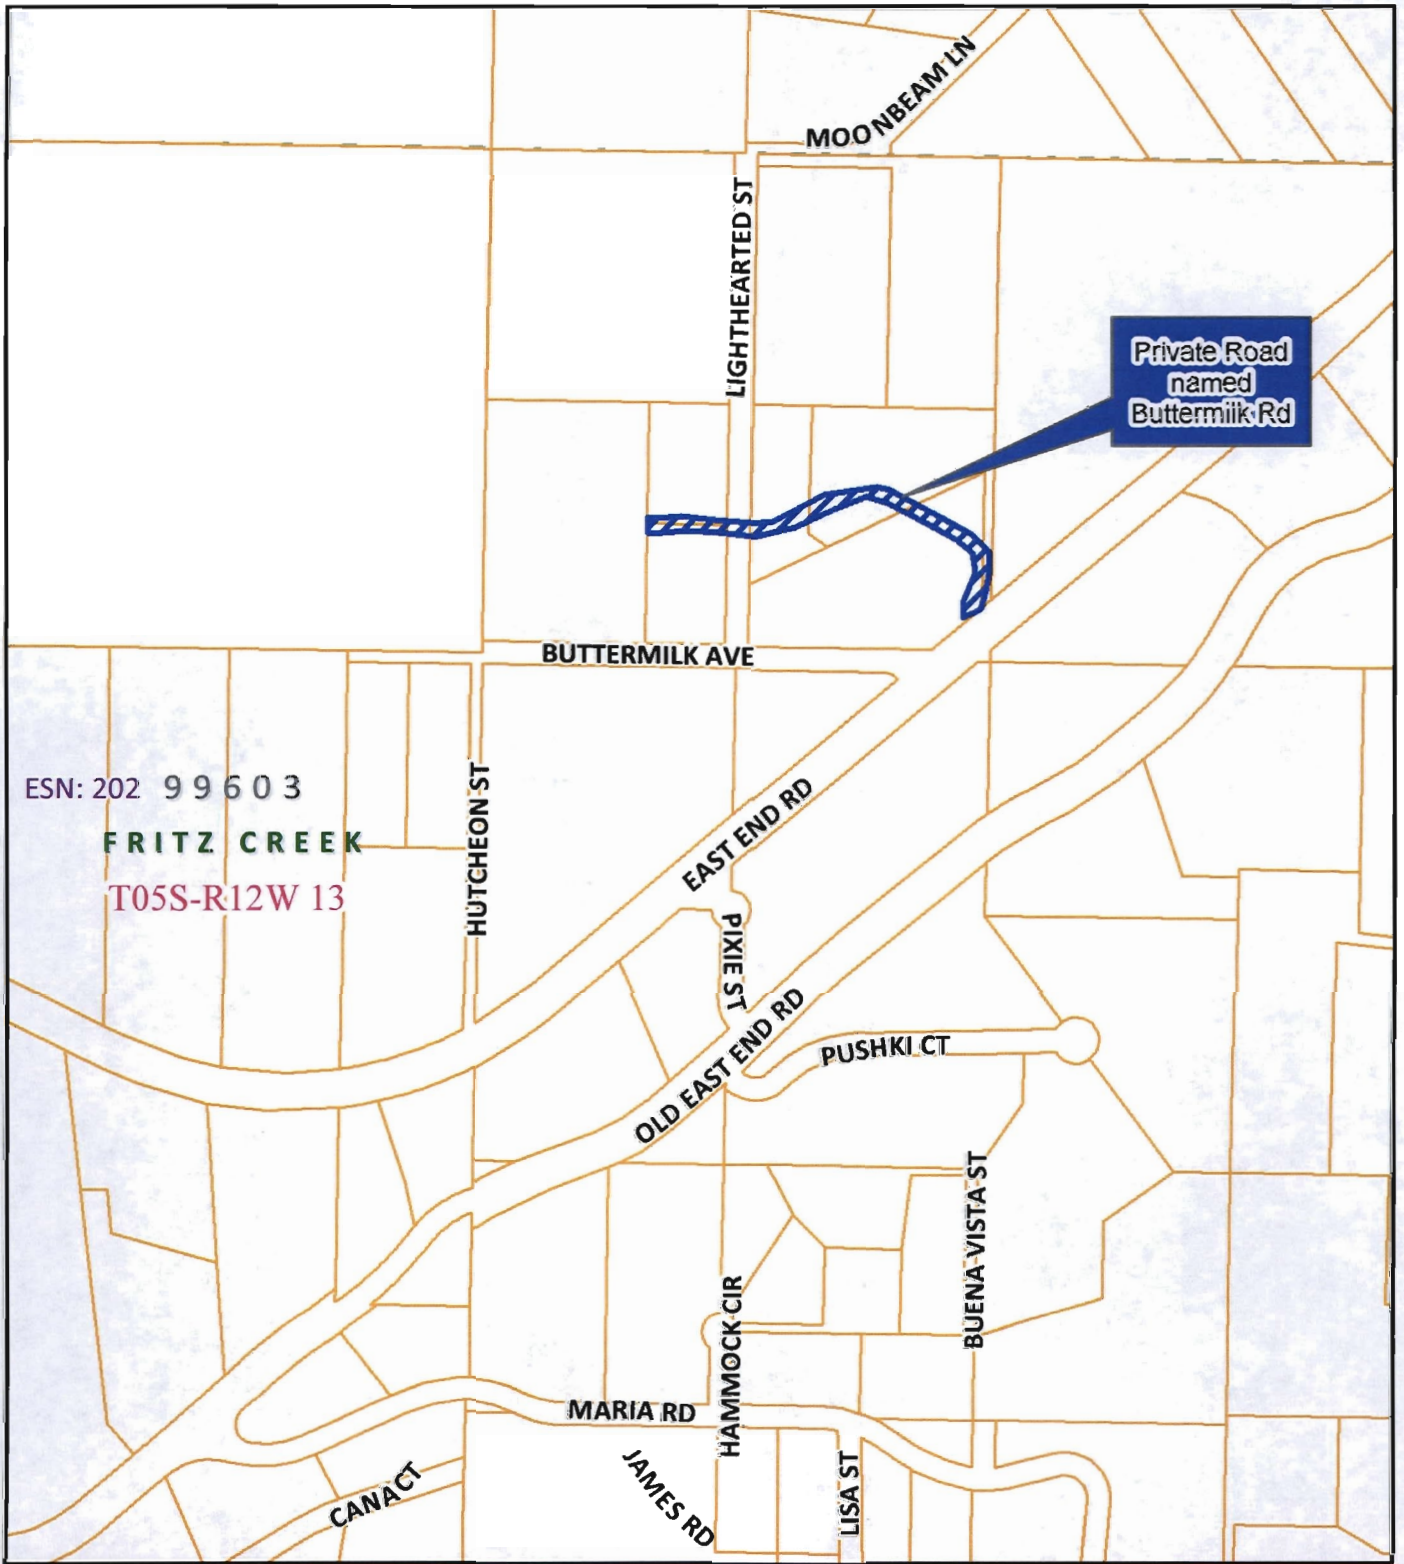 MOONBEAM LN
LIGHTHEARTED ST
Private Road
named
Buttermilk Rd
BUTTERMILK AVE
ESN: 202 99603
FRITZ CREEK
T05S-R12W 13
HUTCHEON ST
EAST END RD
PIXIE ST
OLD EAST END RD
PUSHKI CT
BUENA VISTA ST
HAMMOCK CIR
MARIA RD
JAMES RD
LISA ST
CANA CT